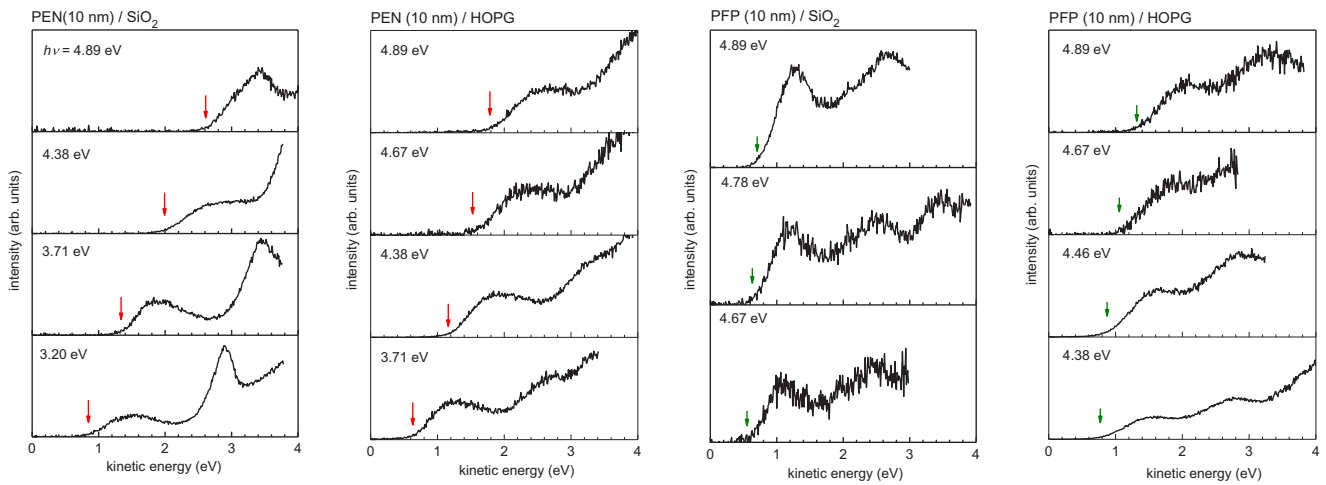 PEN(10 nm) / SiO2
hν = 4.89 eV
4.38 eV
3.71 eV
3.20 eV
intensity (arb. units)
0 1 2 3 4
kinetic energy (eV)
PEN (10 nm) / HOPG
4.89 eV
4.67 eV
4.38 eV
3.71 eV
intensity (arb. units)
0 1 2 3 4
kinetic energy (eV)
PFP (10 nm) / SiO2
4.89 eV
4.78 eV
4.67 eV
intensity (arb. units)
0 1 2 3 4
kinetic energy (eV)
PFP (10 nm) / HOPG
4.89 eV
4.67 eV
4.46 eV
4.38 eV
intensity (arb. units)
0 1 2 3 4
kinetic energy (eV)